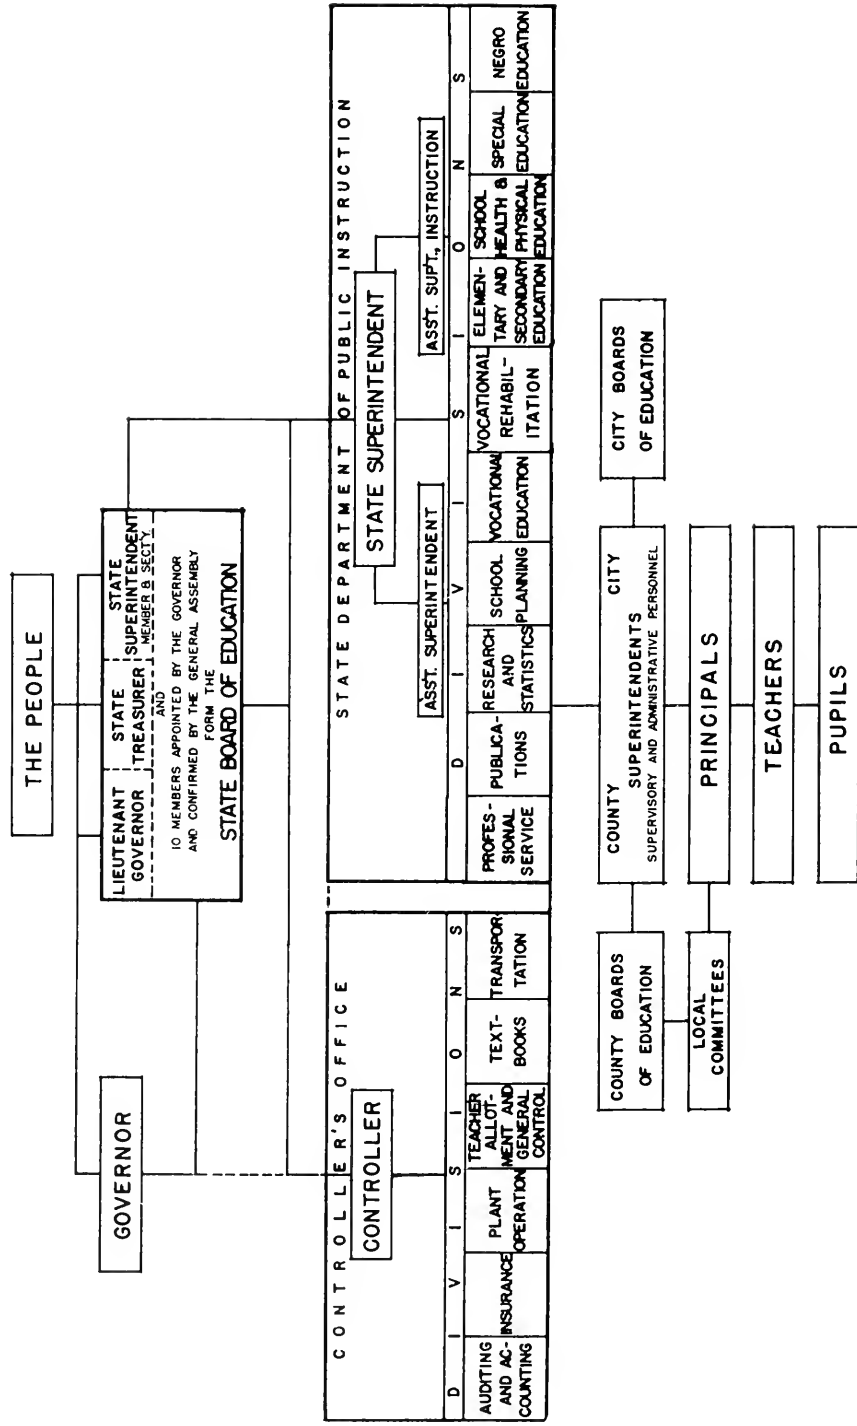 THE PEOPLE
GOVERNOR
LIEUTENANT
GOVERNOR
STATE
TREASURER
STATE
SUPERINTENDENT
MEMBER & SECTY.
AND
10 MEMBERS APPOINTED BY THE GOVERNOR
AND CONFIRMED BY THE GENERAL ASSEMBLY
FORM THE
STATE BOARD OF EDUCATION
CONTROLLER'S OFFICE
CONTROLLER
DIVISIONS
AUDITING
AND AC-
COUNTING
INSURANCE
PLANT
OPERATION
TEACHER
ALLOT-
MENT AND
GENERAL
CONTROL
TEXT-
BOOKS
TRANSPOR-
TATION
STATE DEPARTMENT OF PUBLIC INSTRUCTION
STATE SUPERINTENDENT
ASS'T. SUPERINTENDENT
ASS'T. SUP'T., INSTRUCTION
DIVISIONS
PROFES-
SIONAL
SERVICE
PUBLICA-
TIONS
RESEARCH
AND
STATISTICS
SCHOOL
PLANNING
VOCATIONAL
EDUCATION
VOCATIONAL
REHABIL-
ITATION
ELEMEN-
TARY AND
SECONDARY
EDUCATION
SCHOOL
HEALTH &
PHYSICAL
EDUCATION
SPECIAL
EDUCATION
NEGRO
EDUCATION
COUNTY BOARDS
OF EDUCATION
COUNTY CITY
SUPERINTENDENTS
SUPERVISORY AND ADMINISTRATIVE PERSONNEL
CITY BOARDS
OF EDUCATION
LOCAL
COMMITTEES
PRINCIPALS
TEACHERS
PUPILS